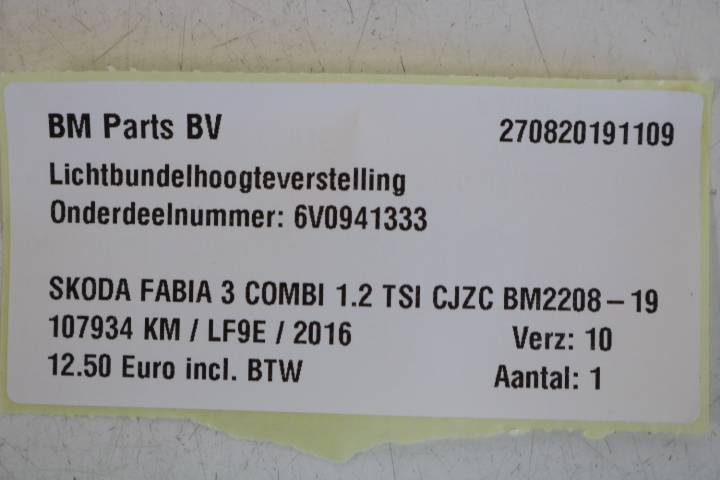 BM Parts BV 270820191109
Lichtbundelhoogteverstelling
Onderdeelnummer: 6V0941333
SKODA FABIA 3 COMBI 1.2 TSI CJZC BM2208-19
107934 KM / LF9E / 2016 Verz: 10
12.50 Euro incl. BTW Aantal: 1